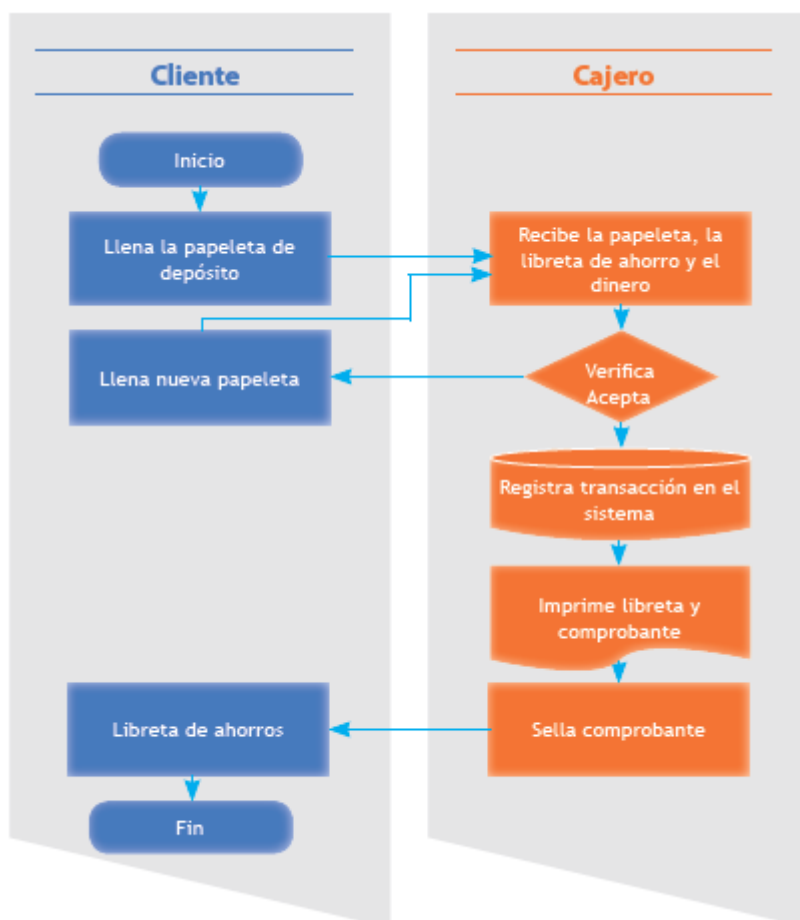 Cliente
Cajero
Inicio
Llena la papeleta de
depósito
Recibe la papeleta, la
libreta de ahorro y el
dinero
Llena nueva papeleta
Verifica
Acepta
Registra transacción en el
sistema
Imprime libreta y
comprobante
Libreta de ahorros
Sella comprobante
Fin